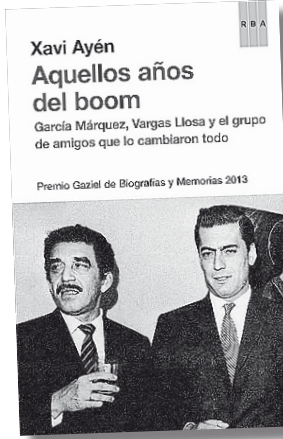 RBA
Xavi Ayén
Aquellos años
del boom
García Márquez, Vargas Llosa y el grupo
de amigos que lo cambiaron todo
Premio Gaziel de Biografías y Memorias 2013